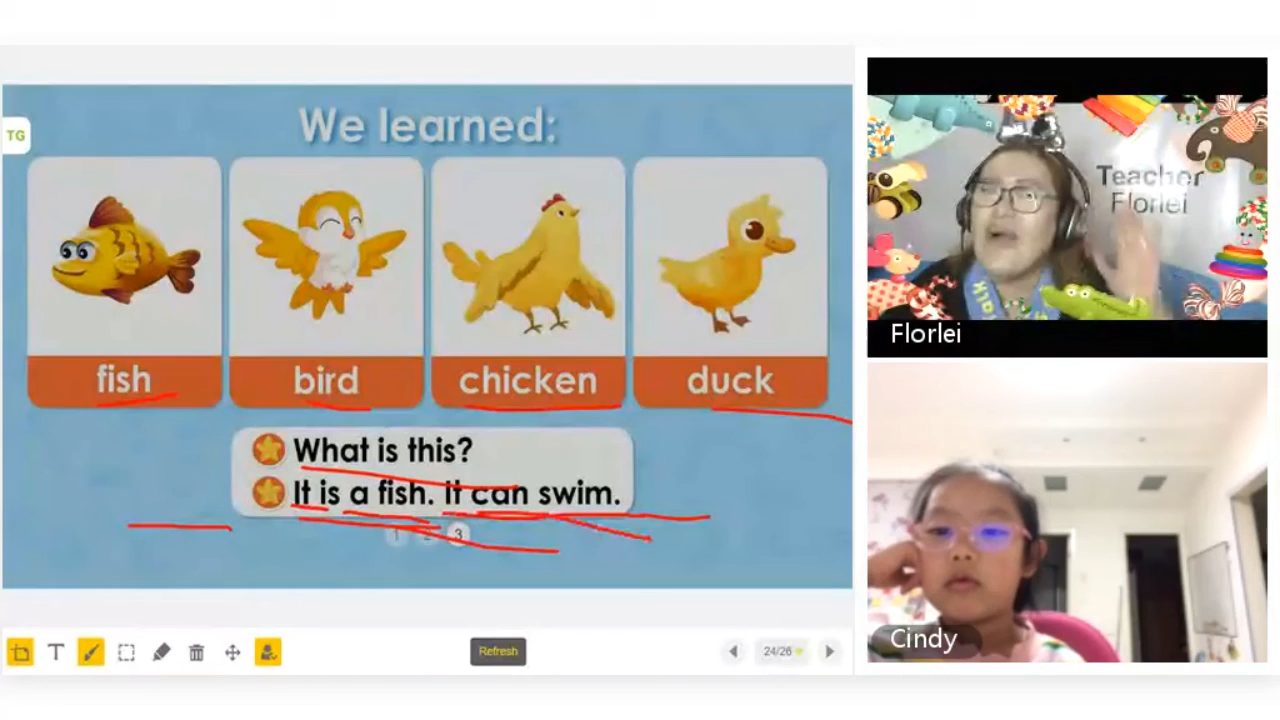 TG
We learned:
fish
bird
chicken
duck
What is this?
It is a fish. It can swim.
1 2 3
T
Refresh
24/26
Teacher
Florlei
Florlei
Cindy